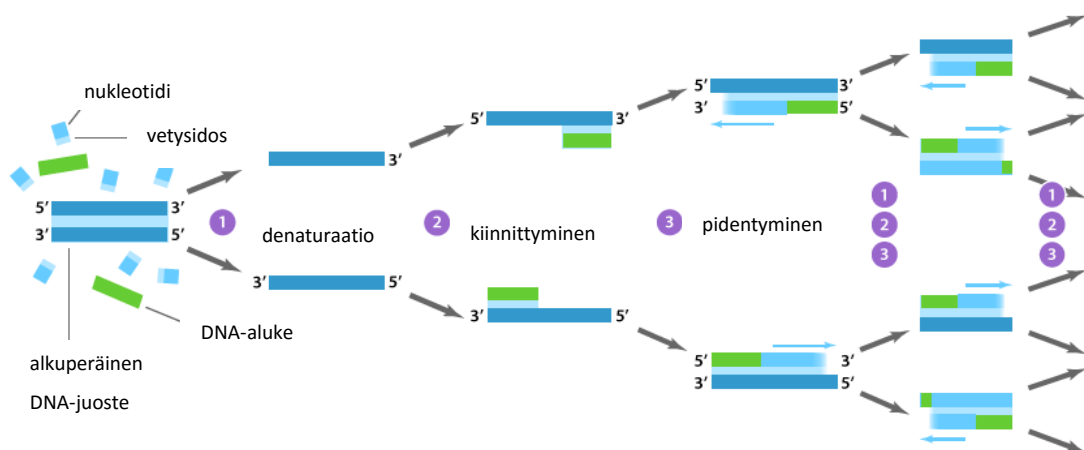 nukleotidi
vetysidos
5′ 3′
3′ 5′
alkuperäinen
DNA-juoste
DNA-aluke
1
denaturaatio
3′
3′ 5′
2
kiinnittyminen
5′ 3′
3′ 5′
3
pidentyminen
5′ 3′
3′ 5′
5′ 3′
3′ 5′
1
2
3
1
2
3